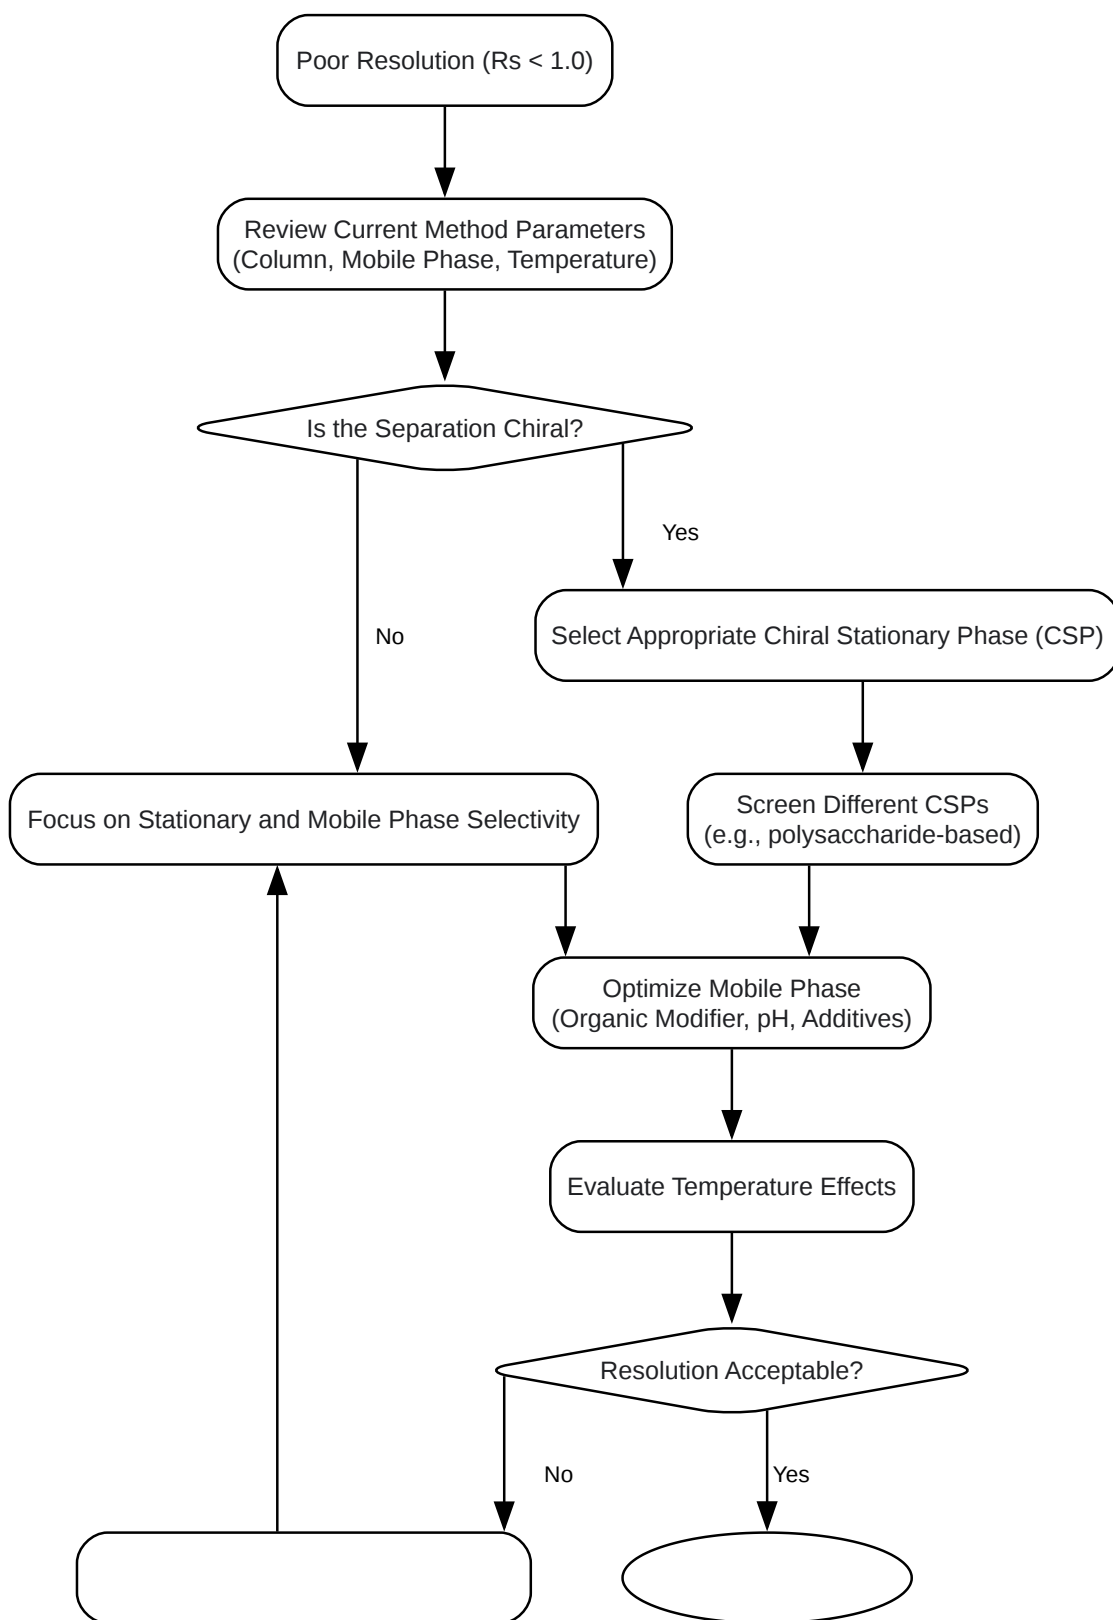 Poor Resolution (Rs < 1.0)
Review Current Method Parameters
(Column, Mobile Phase, Temperature)
Is the Separation Chiral?
Yes
No
Select Appropriate Chiral Stationary Phase (CSP)
Focus on Stationary and Mobile Phase Selectivity
Screen Different CSPs
(e.g., polysaccharide-based)
Optimize Mobile Phase
(Organic Modifier, pH, Additives)
Evaluate Temperature Effects
Resolution Acceptable?
No
Yes